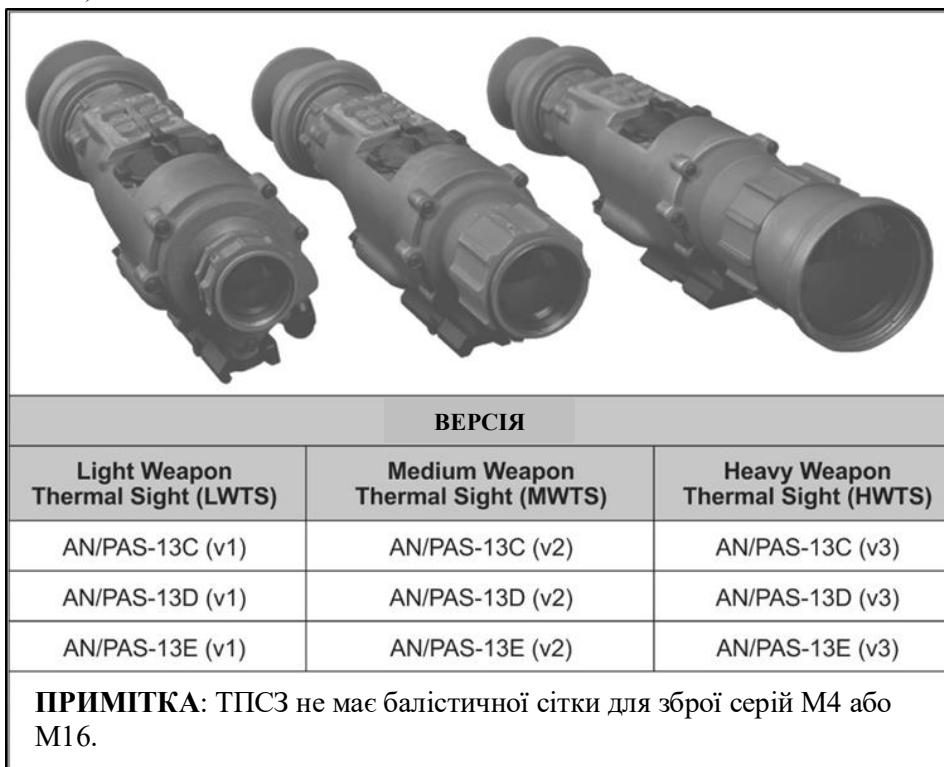 ВЕРСІЯ
Light Weapon
Thermal Sight (LWTS)
Medium Weapon
Thermal Sight (MWTS)
Heavy Weapon
Thermal Sight (HWTS)
AN/PAS-13C (v1)
AN/PAS-13C (v2)
AN/PAS-13C (v3)
AN/PAS-13D (v1)
AN/PAS-13D (v2)
AN/PAS-13D (v3)
AN/PAS-13E (v1)
AN/PAS-13E (v2)
AN/PAS-13E (v3)
ПРИМІТКА: ТПСЗ не має балістичної сітки для зброї серій М4 або
М16.